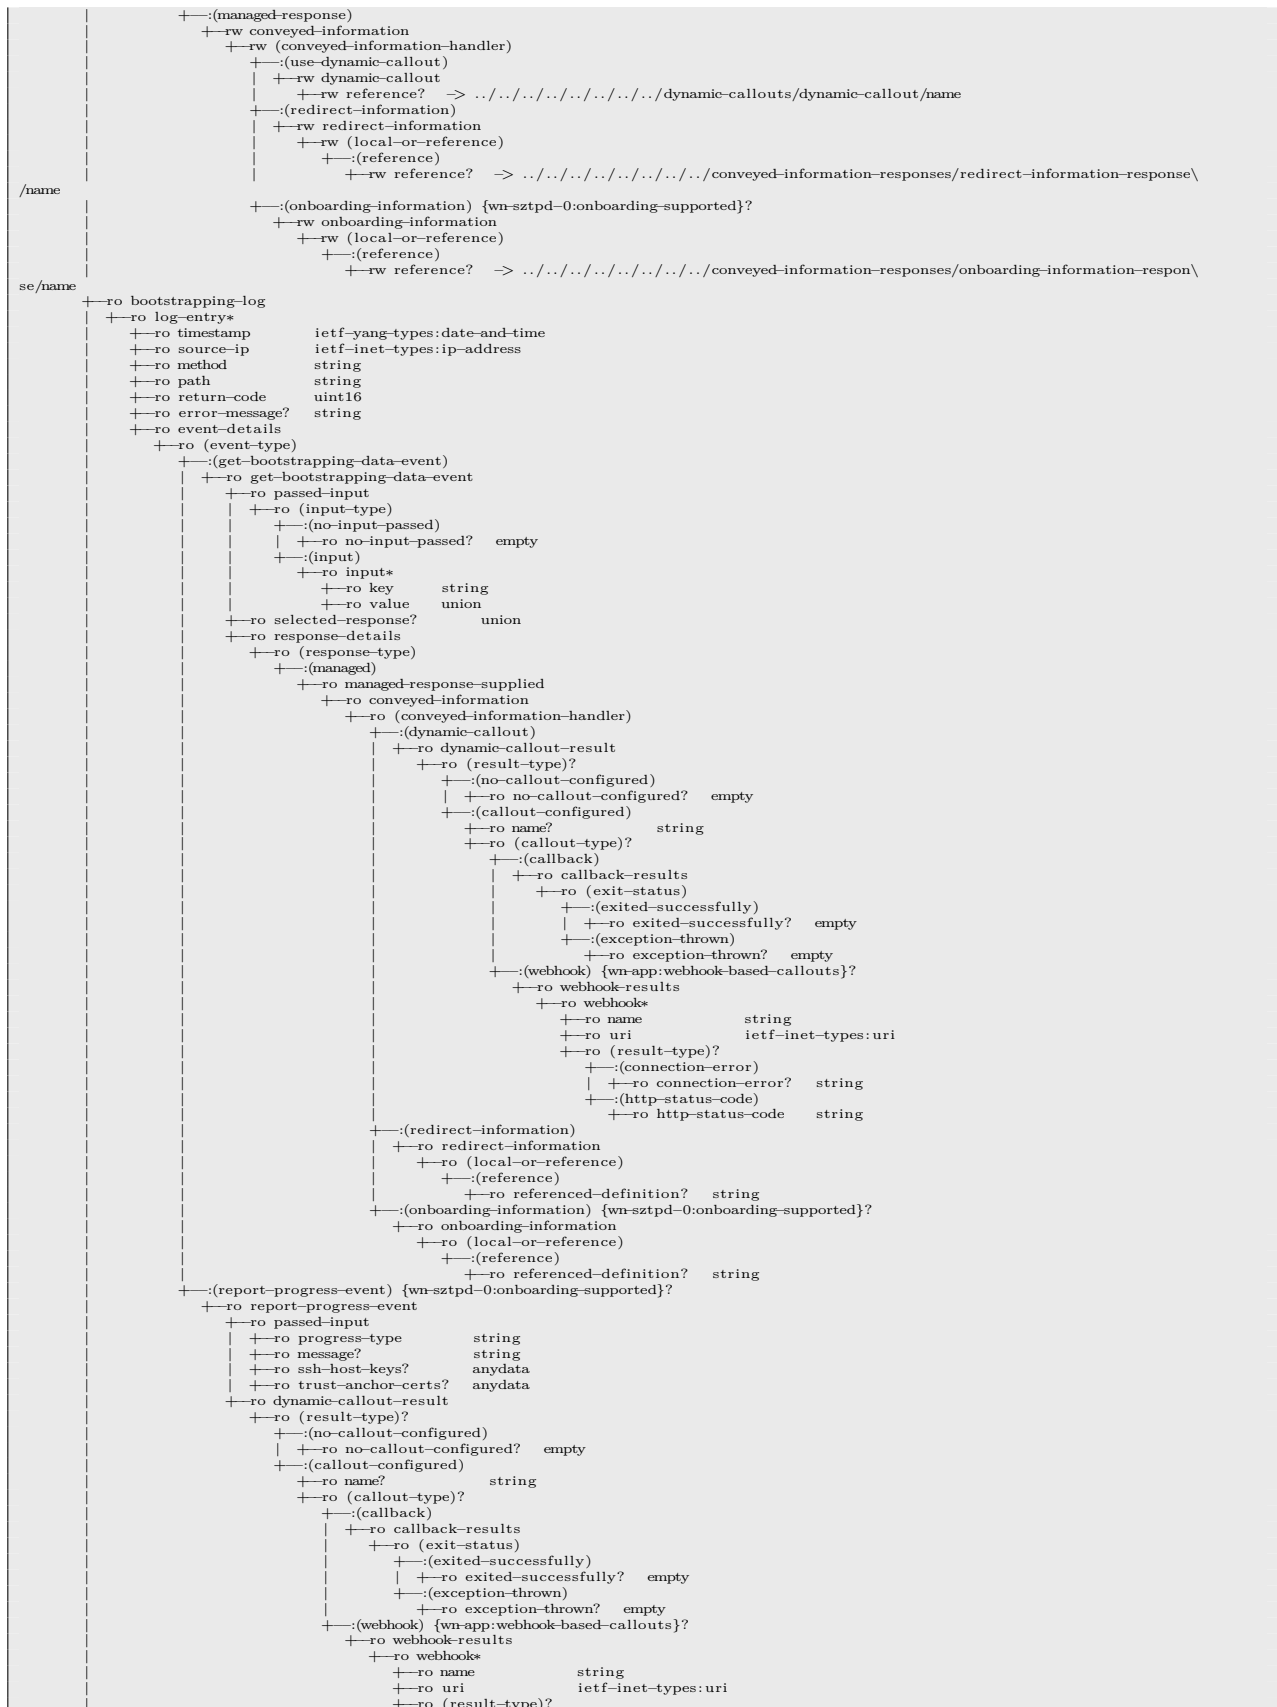 |           +--:(managed-response)
|              +--rw conveyed-information
|                 +--rw (conveyed-information-handler)
|                    +--:(use-dynamic-callout)
|                    |  +--rw dynamic-callout
|                    |     +--rw reference?   -> ../../../../../../../../dynamic-callouts/dynamic-callout/name
|                    +--:(redirect-information)
|                    |  +--rw redirect-information
|                    |     +--rw (local-or-reference)
|                    |        +--:(reference)
|                    |           +--rw reference?   -> ../../../../../../../../conveyed-information-responses/redirect-information-response\
/name
|                    +--:(onboarding-information) {wn-sztpd-0:onboarding-supported}?
|                       +--rw onboarding-information
|                          +--rw (local-or-reference)
|                             +--:(reference)
|                                +--rw reference?   -> ../../../../../../../../conveyed-information-responses/onboarding-information-respon\
se/name
+--ro bootstrapping-log
|  +--ro log-entry*
|     +--ro timestamp        ietf-yang-types:date-and-time
|     +--ro source-ip        ietf-inet-types:ip-address
|     +--ro method           string
|     +--ro path             string
|     +--ro return-code      uint16
|     +--ro error-message?   string
|     +--ro event-details
|        +--ro (event-type)
|           +--:(get-bootstrapping-data-event)
|           |  +--ro get-bootstrapping-data-event
|           |     +--ro passed-input
|           |     |  +--ro (input-type)
|           |     |     +--:(no-input-passed)
|           |     |     |  +--ro no-input-passed?   empty
|           |     |     +--:(input)
|           |     |        +--ro input*
|           |     |           +--ro key      string
|           |     |           +--ro value    union
|           |     +--ro selected-response?        union
|           |     +--ro response-details
|           |        +--ro (response-type)
|           |           +--:(managed)
|           |              +--ro managed-response-supplied
|           |                 +--ro conveyed-information
|           |                    +--ro (conveyed-information-handler)
|           |                       +--:(dynamic-callout)
|           |                       |  +--ro dynamic-callout-result
|           |                       |     +--ro (result-type)?
|           |                       |        +--:(no-callout-configured)
|           |                       |        |  +--ro no-callout-configured?   empty
|           |                       |        +--:(callout-configured)
|           |                       |           +--ro name?             string
|           |                       |           +--ro (callout-type)?
|           |                       |              +--:(callback)
|           |                       |              |  +--ro callback-results
|           |                       |              |     +--ro (exit-status)
|           |                       |              |        +--:(exited-successfully)
|           |                       |              |        |  +--ro exited-successfully?   empty
|           |                       |              |        +--:(exception-thrown)
|           |                       |              |           +--ro exception-thrown?   empty
|           |                       |              +--:(webhook) {wn-app:webhook-based-callouts}?
|           |                       |                 +--ro webhook-results
|           |                       |                    +--ro webhook*
|           |                       |                       +--ro name               string
|           |                       |                       +--ro uri                ietf-inet-types:uri
|           |                       |                       +--ro (result-type)?
|           |                       |                          +--:(connection-error)
|           |                       |                          |  +--ro connection-error?   string
|           |                       |                          +--:(http-status-code)
|           |                       |                             +--ro http-status-code    string
|           |                       +--:(redirect-information)
|           |                       |  +--ro redirect-information
|           |                       |     +--ro (local-or-reference)
|           |                       |        +--:(reference)
|           |                       |           +--ro referenced-definition?   string
|           |                       +--:(onboarding-information) {wn-sztpd-0:onboarding-supported}?
|           |                          +--ro onboarding-information
|           |                             +--ro (local-or-reference)
|           |                                +--:(reference)
|           |                                   +--ro referenced-definition?   string
|           +--:(report-progress-event) {wn-sztpd-0:onboarding-supported}?
|              +--ro report-progress-event
|                 +--ro passed-input
|                 |  +--ro progress-type         string
|                 |  +--ro message?              string
|                 |  +--ro ssh-host-keys?        anydata
|                 |  +--ro trust-anchor-certs?   anydata
|                 +--ro dynamic-callout-result
|                    +--ro (result-type)?
|                       +--:(no-callout-configured)
|                       |  +--ro no-callout-configured?   empty
|                       +--:(callout-configured)
|                          +--ro name?             string
|                          +--ro (callout-type)?
|                             +--:(callback)
|                             |  +--ro callback-results
|                             |     +--ro (exit-status)
|                             |        +--:(exited-successfully)
|                             |        |  +--ro exited-successfully?   empty
|                             |        +--:(exception-thrown)
|                             |           +--ro exception-thrown?   empty
|                             +--:(webhook) {wn-app:webhook-based-callouts}?
|                                +--ro webhook-results
|                                   +--ro webhook*
|                                      +--ro name               string
|                                      +--ro uri                ietf-inet-types:uri
|                                      +--ro (result-type)?